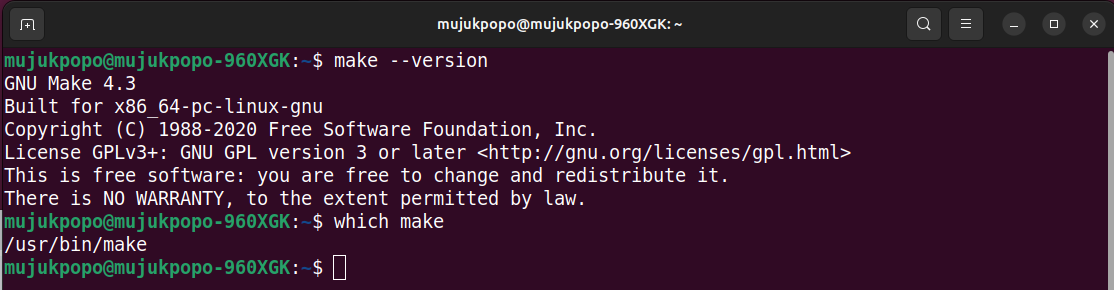 mujukpopo@mujukpopo-960XGK: ~
mujukpopo@mujukpopo-960XGK:~$ make --version
GNU Make 4.3
Built for x86_64-pc-linux-gnu
Copyright (C) 1988-2020 Free Software Foundation, Inc.
License GPLv3+: GNU GPL version 3 or later <http://gnu.org/licenses/gpl.html>
This is free software: you are free to change and redistribute it.
There is NO WARRANTY, to the extent permitted by law.
mujukpopo@mujukpopo-960XGK:~$ which make
/usr/bin/make
mujukpopo@mujukpopo-960XGK:~$